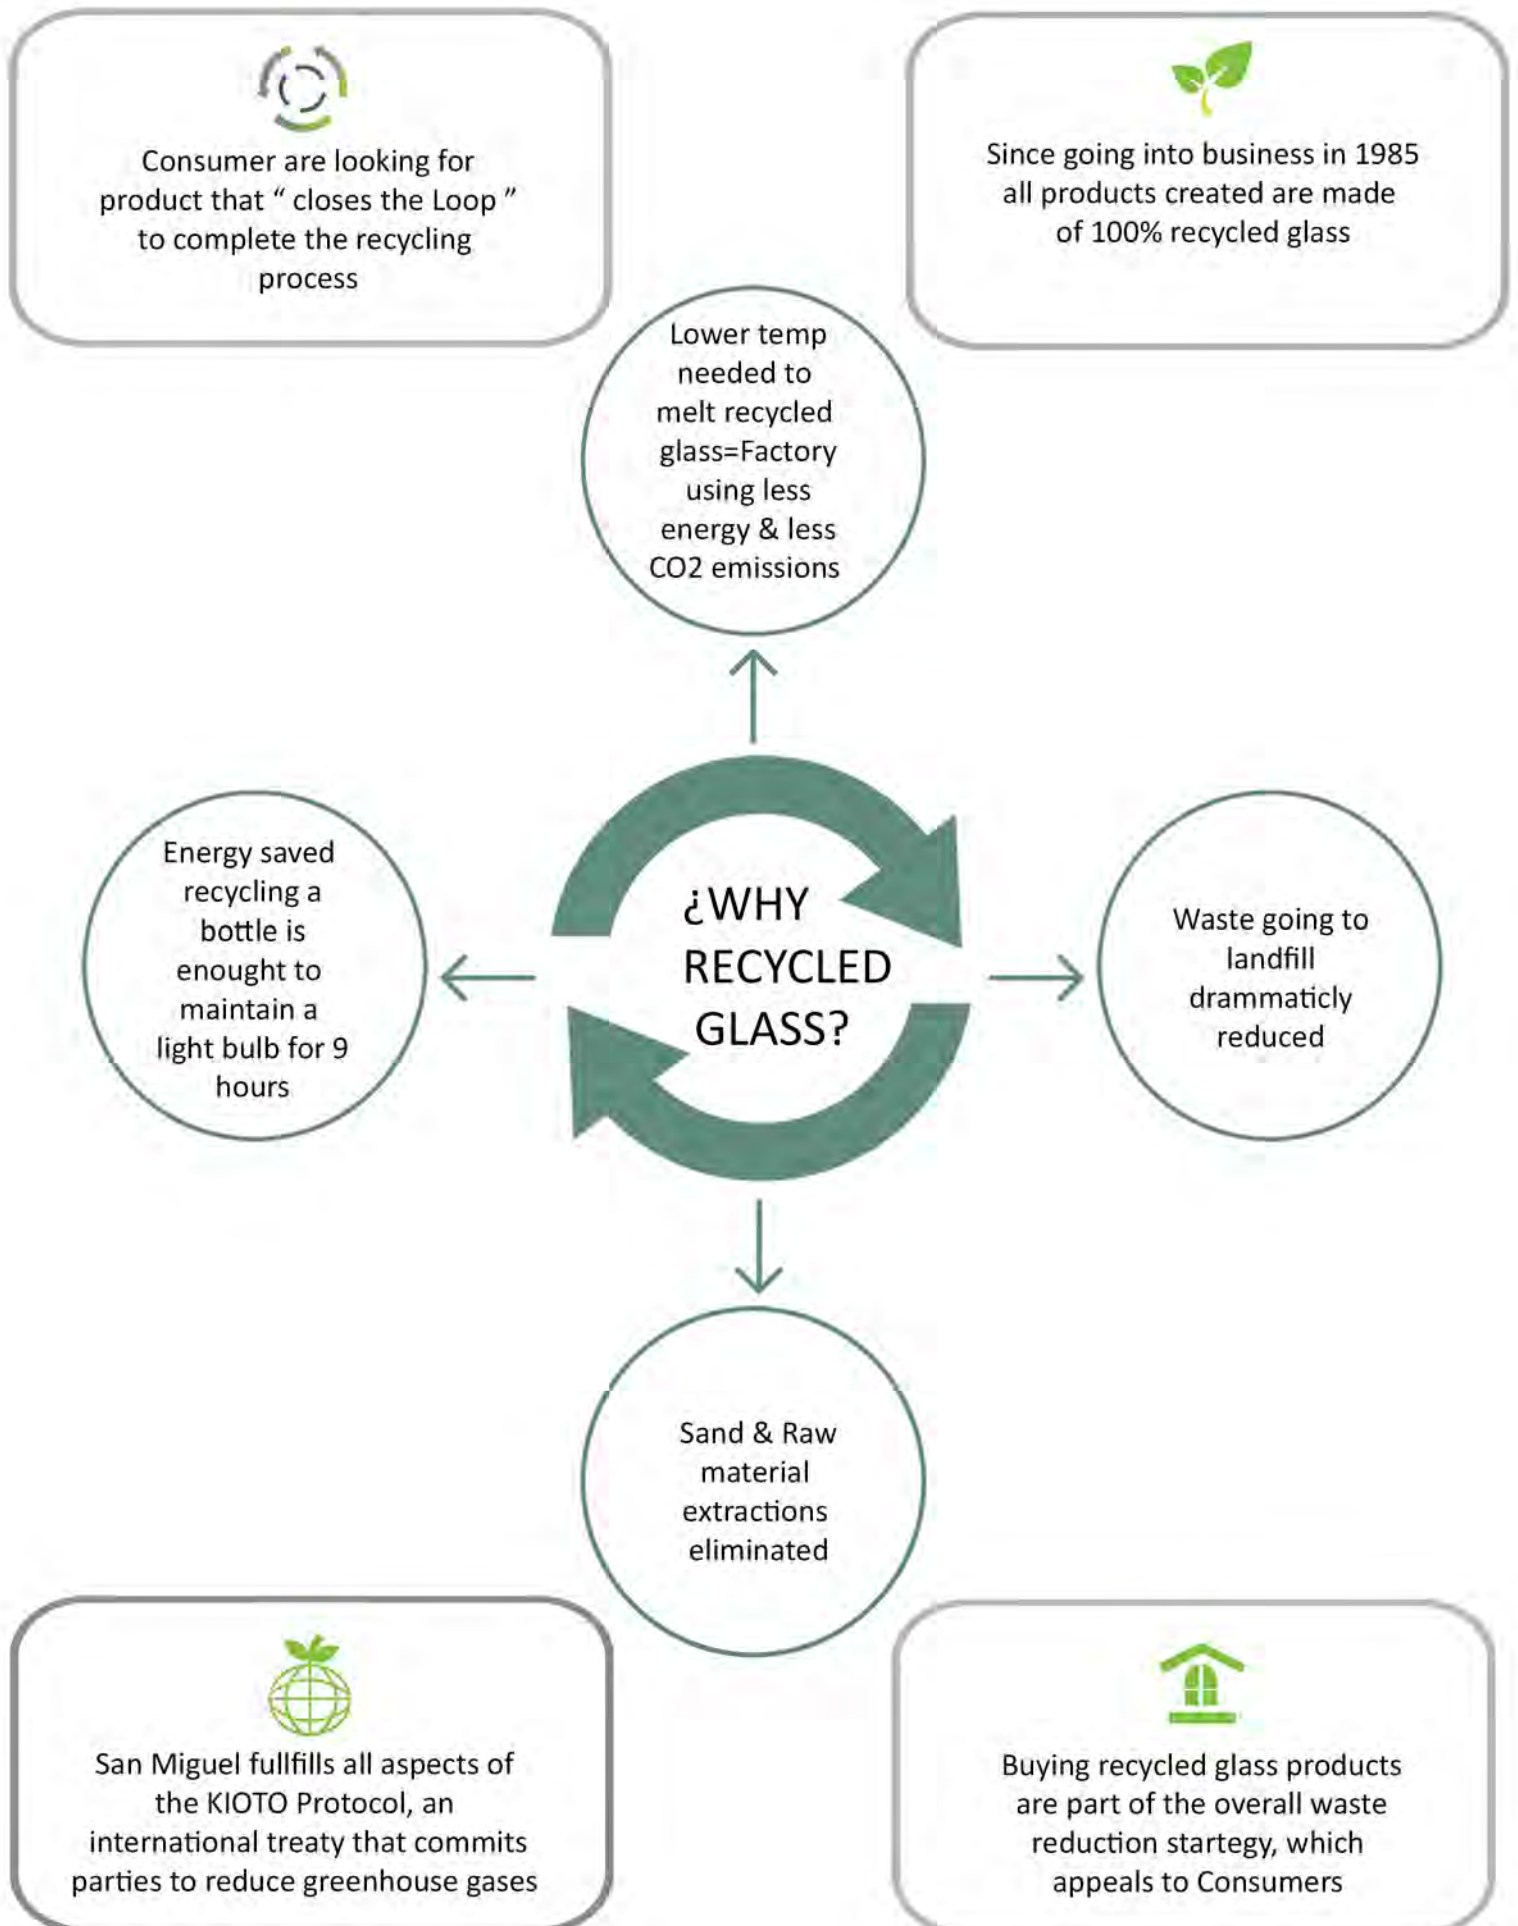 Consumer are looking for
product that “ closes the Loop ”
to complete the recycling
process
Since going into business in 1985
all products created are made
of 100% recycled glass
Lower temp
needed to
melt recycled
glass=Factory
using less
energy & less
CO2 emissions
Energy saved
recycling a
bottle is
enought to
maintain a
light bulb for 9
hours
¿WHY
RECYCLED
GLASS?
Waste going to
landfill
drammaticly
reduced
Sand & Raw
material
extractions
eliminated
San Miguel fullfills all aspects of
the KIOTO Protocol, an
international treaty that commits
parties to reduce greenhouse gases
Buying recycled glass products
are part of the overall waste
reduction startegy, which
appeals to Consumers